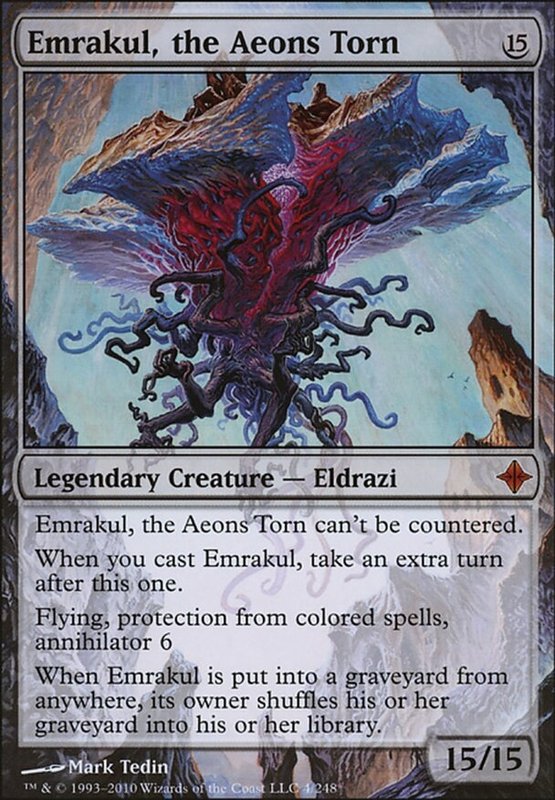 Emrakul, the Aeons Torn 15
Legendary Creature — Eldrazi
Emrakul, the Aeons Torn can't be countered.
When you cast Emrakul, take an extra turn
after this one.
Flying, protection from colored spells,
annihilator 6
When Emrakul is put into a graveyard from
anywhere, its owner shuffles his or her
graveyard into his or her library.
15/15
Mark Tedin
™ & © 1993–2010 Wizards of the Coast LLC 4/248